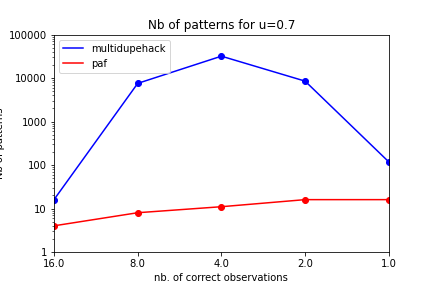 Nb of patterns for u=0.7
multidupehack
paf
100000
10000
1000
100
10
1
of patterns
16.0 8.0 4.0 2.0 1.0
nb. of correct observations